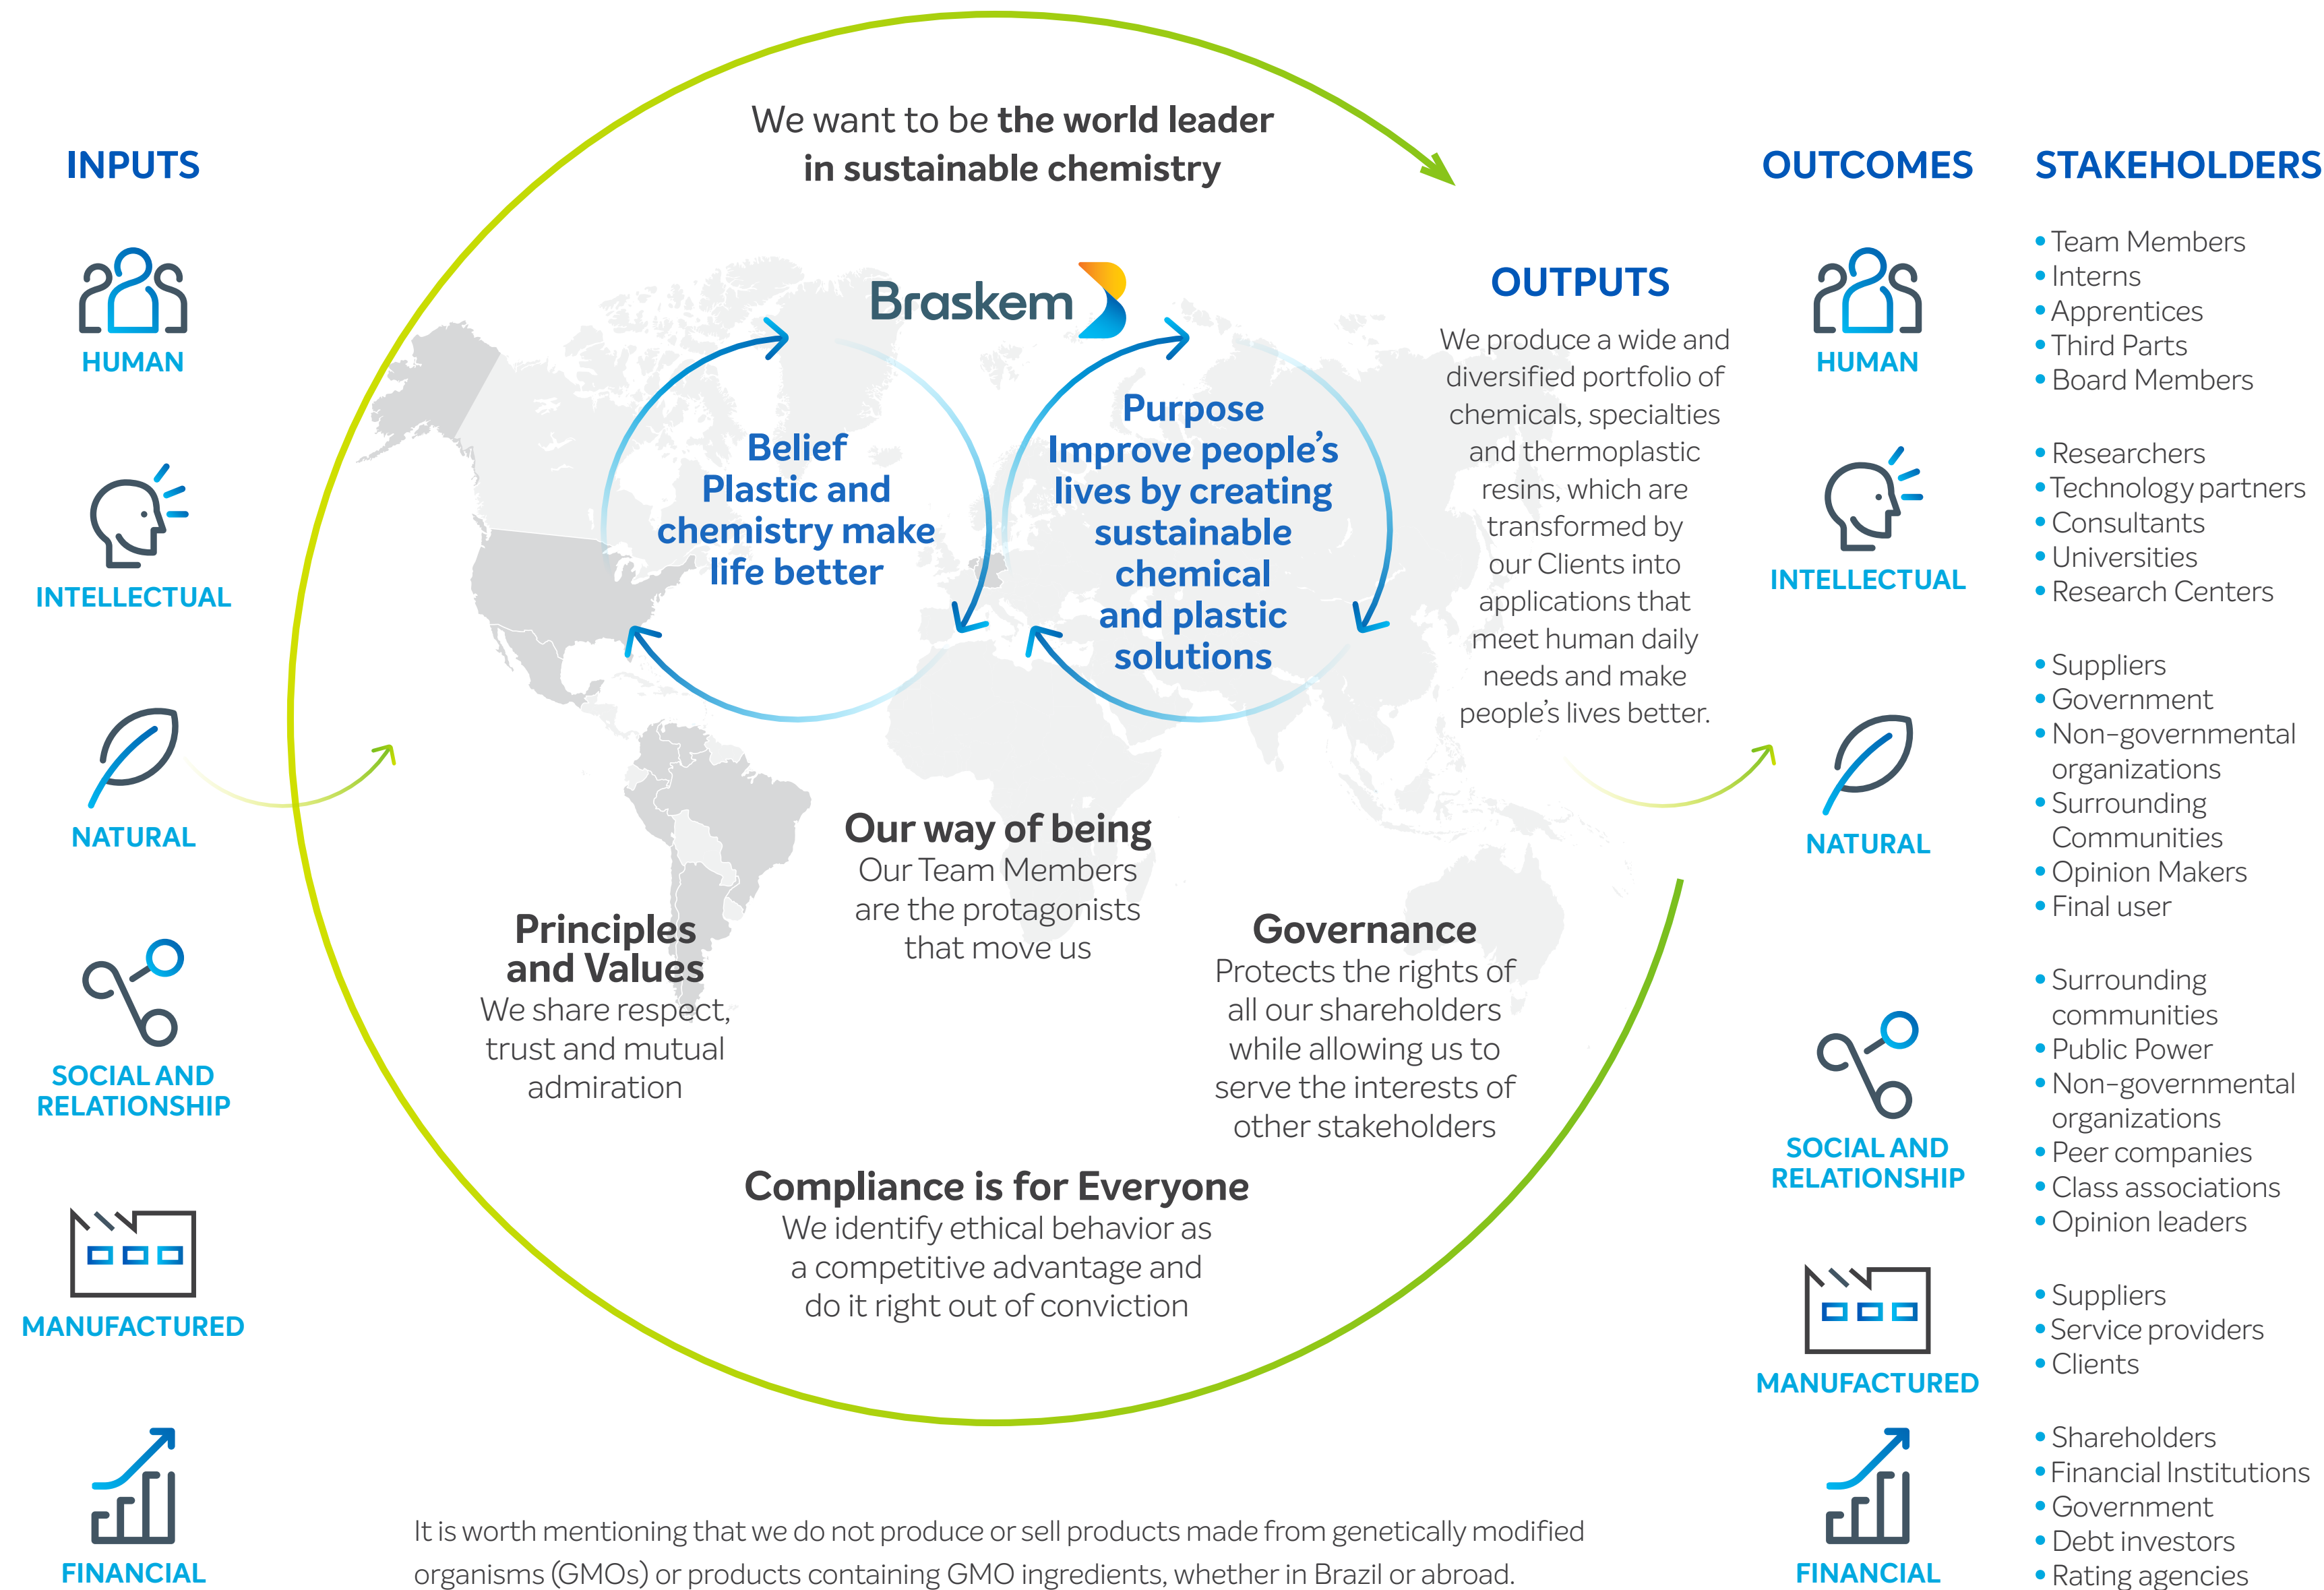 INPUTS
HUMAN
INTELLECTUAL
NATURAL
SOCIAL AND
RELATIONSHIP
MANUFACTURED
FINANCIAL
We want to be the world leader
in sustainable chemistry
Braskem
Belief
Plastic and
chemistry make
life better
Purpose
Improve people’s
lives by creating
sustainable
chemical
and plastic
solutions
OUTPUTS
We produce a wide and
diversified portfolio of
chemicals, specialties
and thermoplastic
resins, which are
transformed by
our Clients into
applications that
meet human daily
needs and make
people’s lives better.
Principles
and Values
We share respect,
trust and mutual
admiration
Our way of being
Our Team Members
are the protagonists
that move us
Governance
Protects the rights of
all our shareholders
while allowing us to
serve the interests of
other stakeholders
Compliance is for Everyone
We identify ethical behavior as
a competitive advantage and
do it right out of conviction
It is worth mentioning that we do not produce or sell products made from genetically modified
organisms (GMOs) or products containing GMO ingredients, whether in Brazil or abroad.
OUTCOMES
HUMAN
INTELLECTUAL
NATURAL
SOCIAL AND
RELATIONSHIP
MANUFACTURED
FINANCIAL
STAKEHOLDERS
• Team Members
• Interns
• Apprentices
• Third Parts
• Board Members
• Researchers
• Technology partners
• Consultants
• Universities
• Research Centers
• Suppliers
• Government
• Non-governmental
organizations
• Surrounding
Communities
• Opinion Makers
• Final user
• Surrounding
communities
• Public Power
• Non-governmental
organizations
• Peer companies
• Class associations
• Opinion leaders
• Suppliers
• Service providers
• Clients
• Shareholders
• Financial Institutions
• Government
• Debt investors
• Rating agencies